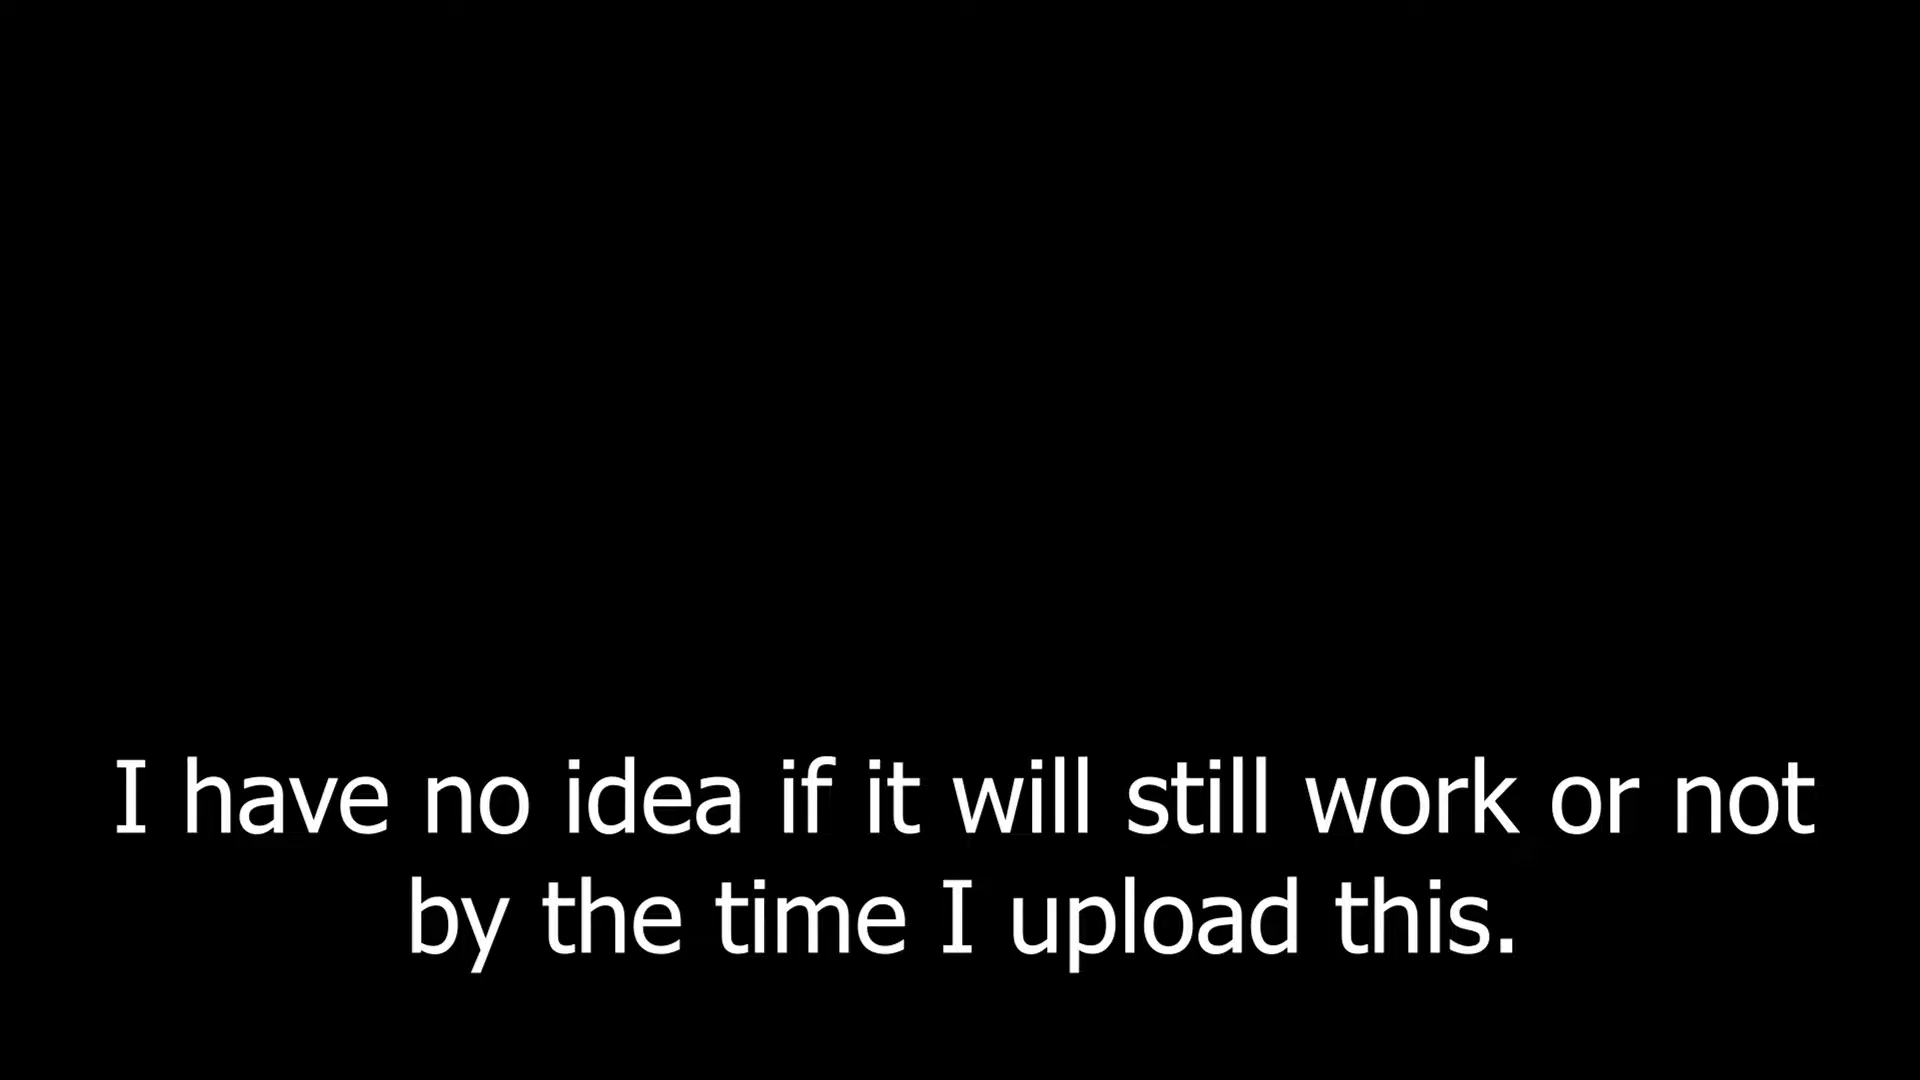 I have no idea if it will still work or not
by the time I upload this.